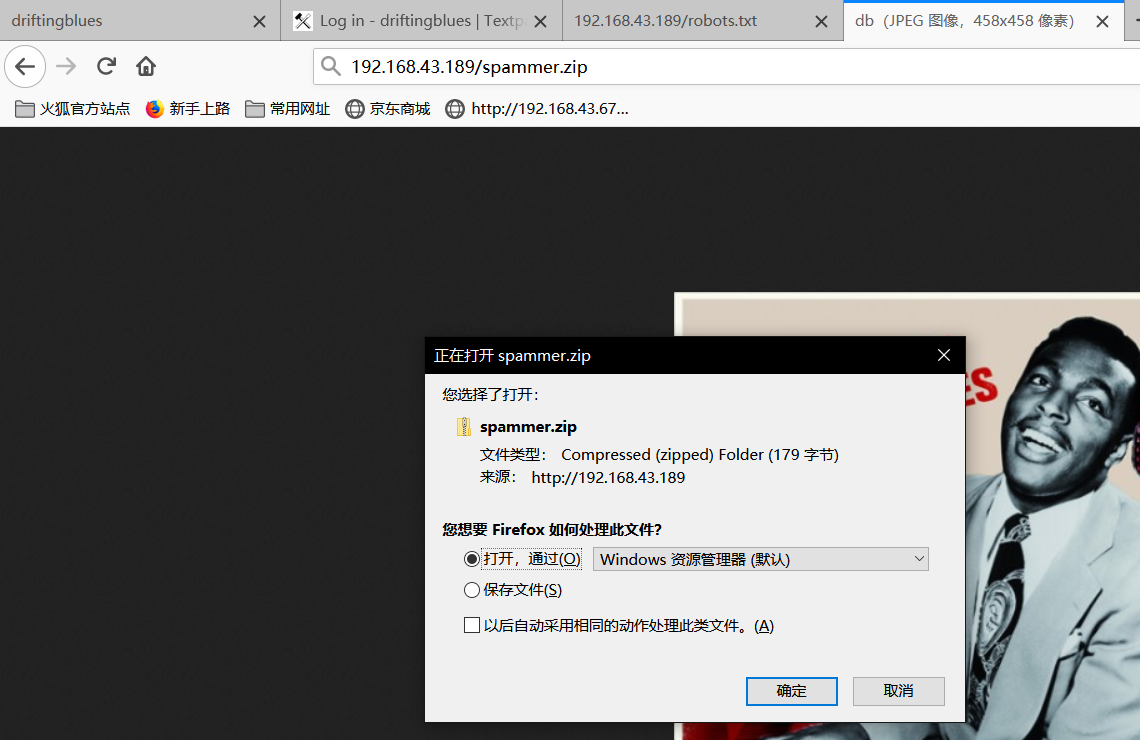 driftingblues
Log in - driftingblues | Textpa
192.168.43.189/robots.txt
db（JPEG 图像，458x458 像素）
192.168.43.189/spammer.zip
火狐官方站点 新手上路 常用网址 京东商城 http://192.168.43.67...
正在打开 spammer.zip
您选择了打开：
spammer.zip
文件类型： Compressed (zipped) Folder (179 字节)
来源： http://192.168.43.189
您想要 Firefox 如何处理此文件？
打开，通过(O) Windows 资源管理器 (默认)
保存文件(S)
以后自动采用相同的动作处理此类文件。(A)
确定 取消